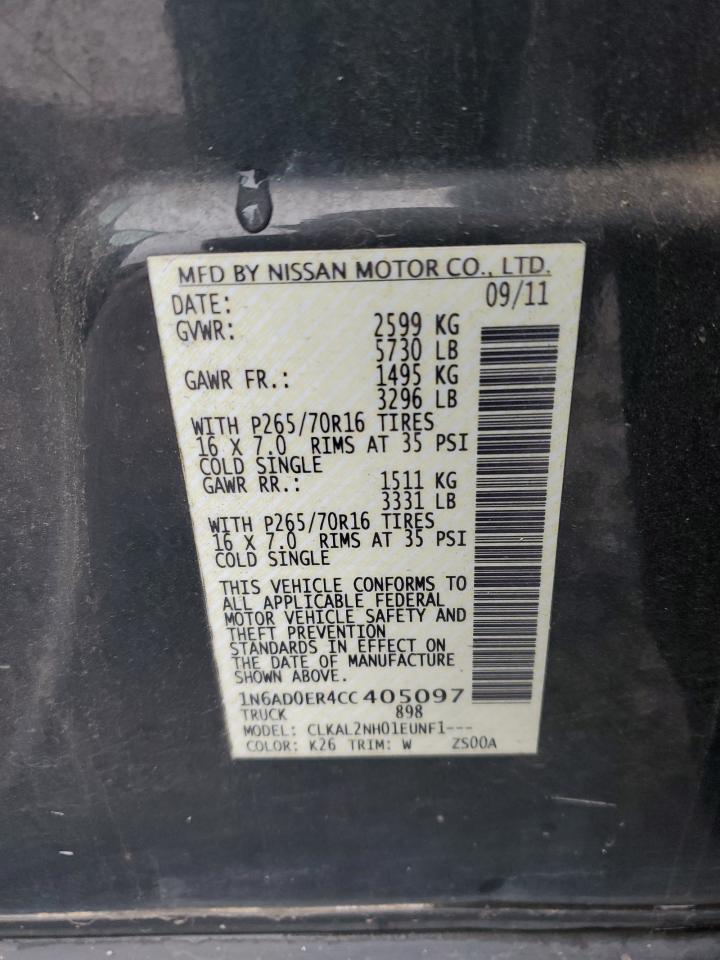 MFD BY NISSAN MOTOR CO., LTD.
DATE: 09/11
GVWR: 2599 KG
5730 LB
GAWR FR.: 1495 KG
3296 LB
WITH P265/70R16 TIRES
16 X 7.0 RIMS AT 35 PSI
COLD SINGLE
GAWR RR.: 1511 KG
3331 LB
WITH P265/70R16 TIRES
16 X 7.0 RIMS AT 35 PSI
COLD SINGLE
THIS VEHICLE CONFORMS TO
ALL APPLICABLE FEDERAL
MOTOR VEHICLE SAFETY AND
THEFT PREVENTION
STANDARDS IN EFFECT ON
THE DATE OF MANUFACTURE
SHOWN ABOVE.
1N6AD0ER4CC405097
TRUCK 898
MODEL: CLKAL2NH01EUNF1---
COLOR: K26 TRIM: W ZS00A